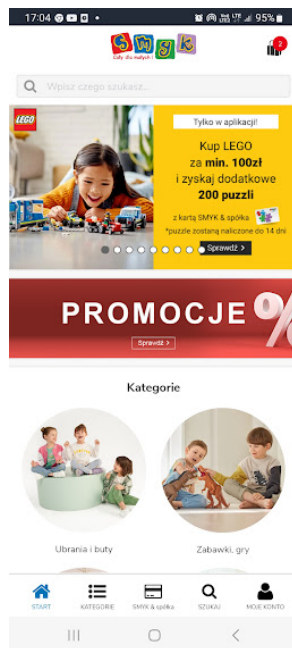 17:04
95%
Smyk
Cały dla małych !
2
Wpisz czego szukasz...
LEGO
Tylko w aplikacji!
Kup LEGO
za min. 100zł
i zyskaj dodatkowe
200 puzzli
z kartą SMYK & spółka
*puzzle zostaną naliczone do 14 dni
Sprawdź >
PROMOCJE %
Sprawdź >
Kategorie
Ubrania i buty
Zabawki, gry
START
KATEGORIE
SMYK & spółka
SZUKAJ
MOJE KONTO